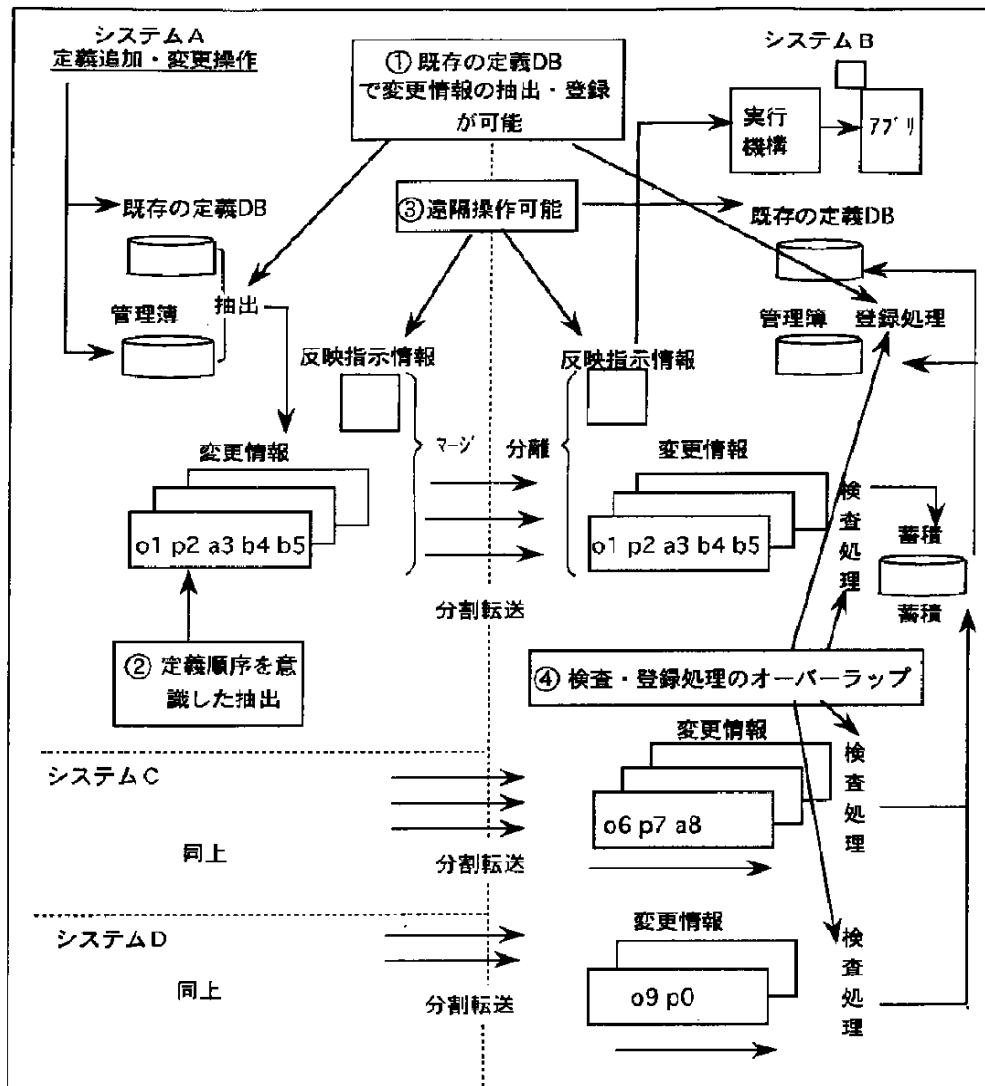 システムA
定義追加・変更操作
① 既存の定義DB
で変更情報の抽出・登録
が可能
システムB
実行
機構
アプリ
③遠隔操作可能
既存の定義DB
既存の定義DB
管理簿
抽出
管理簿
登録処理
反映指示情報
反映指示情報
マージ
分離
変更情報
o1 p2 a3 b4 b5
変更情報
o1 p2 a3 b4 b5
検査処理
蓄積
蓄積
分割転送
② 定義順序を意
識した抽出
④ 検査・登録処理のオーバーラップ
システムC
同上
分割転送
変更情報
o6 p7 a8
検査処理
システムD
同上
分割転送
変更情報
o9 p0
検査処理